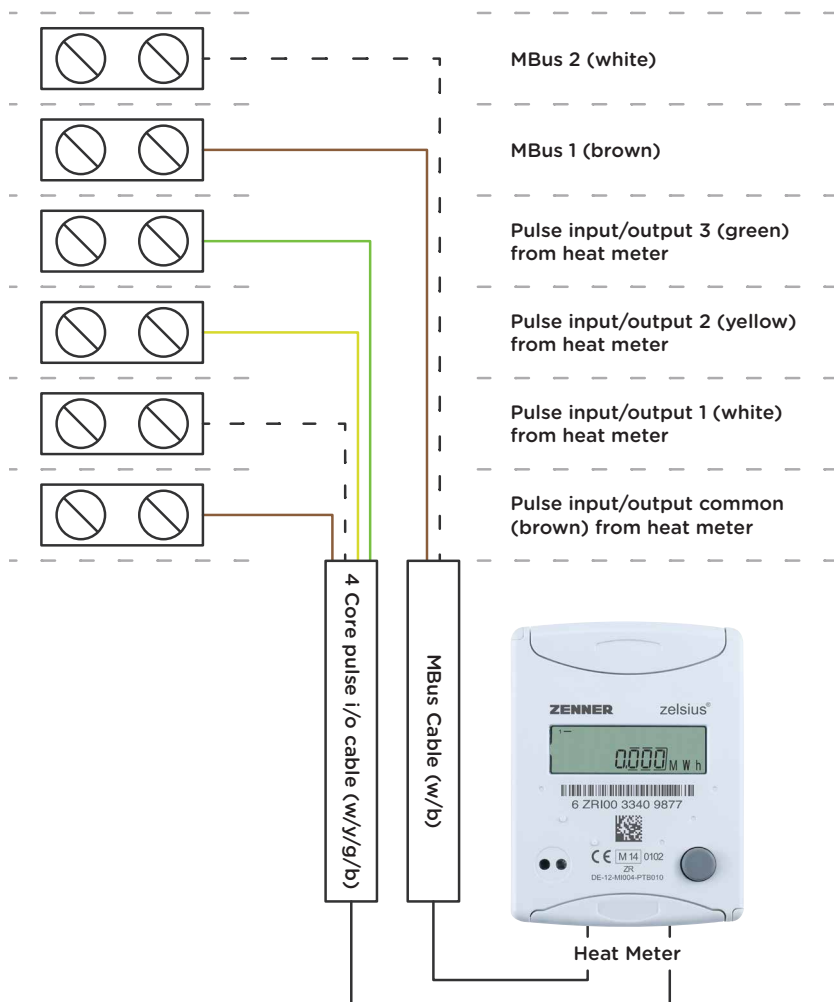 MBus 2 (white)
MBus 1 (brown)
Pulse input/output 3 (green)
from heat meter
Pulse input/output 2 (yellow)
from heat meter
Pulse input/output 1 (white)
from heat meter
Pulse input/output common
(brown) from heat meter
4 Core pulse i/o cable (w/y/g/b)
MBus Cable (w/b)
ZENNER zelsius®
1
0.000 M W h
6 ZRI00 3340 9877
CE M 14 0102
ZR
DE-12-MI004-PTB010
Heat Meter